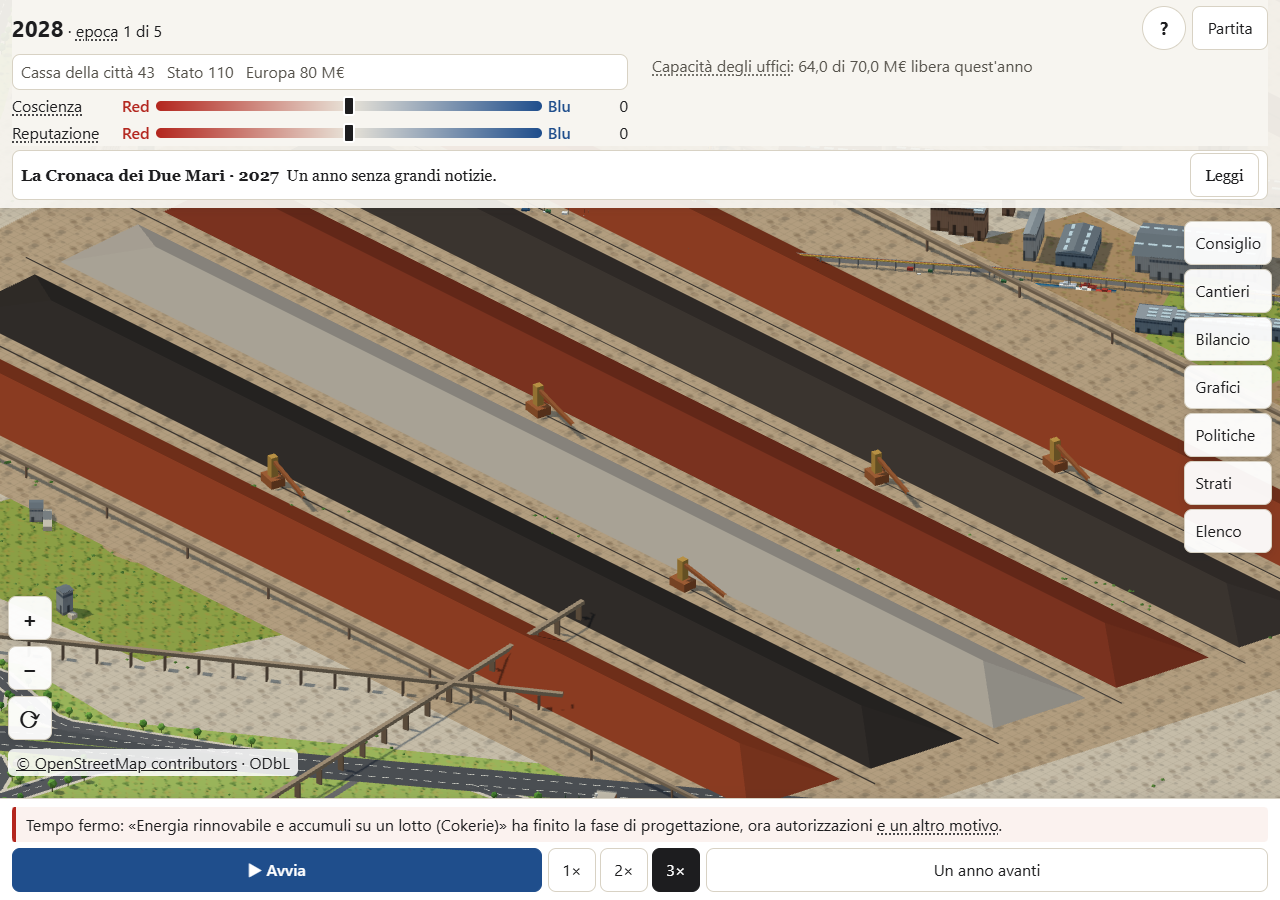 2028 · epoca 1 di 5
?
Partita
Cassa della città 43 Stato 110 Europa 80 M€
Capacità degli uffici: 64,0 di 70,0 M€ libera quest'anno
Coscienza Red Blu 0
Reputazione Red Blu 0
La Cronaca dei Due Mari · 2027 Un anno senza grandi notizie.
Leggi
Consiglio
Cantieri
Bilancio
Grafici
Politiche
Strati
Elenco
+
−
© OpenStreetMap contributors · ODbL
Tempo fermo: «Energia rinnovabile e accumuli su un lotto (Cokerie)» ha finito la fase di progettazione, ora autorizzazioni e un altro motivo.
▶ Avvia
1×
2×
3×
Un anno avanti